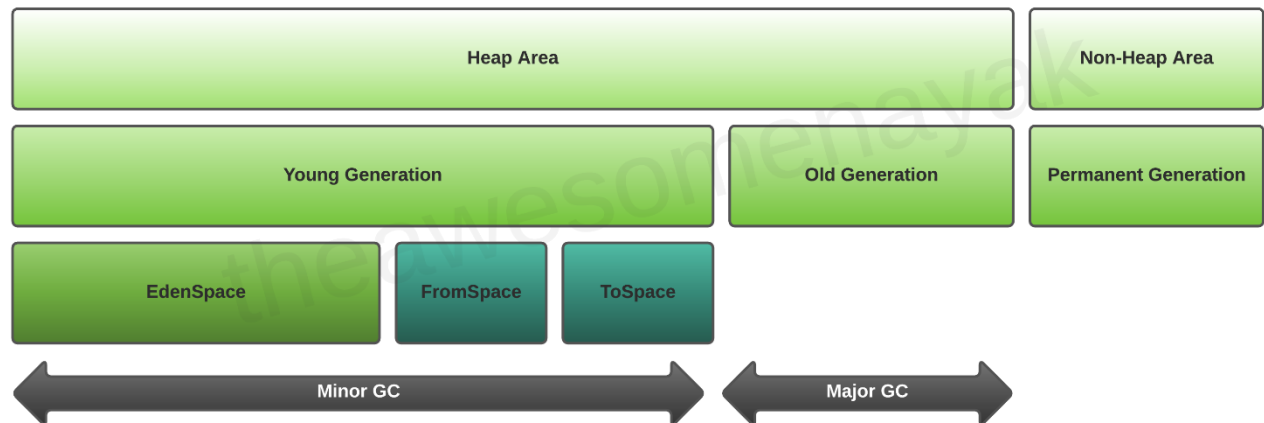 Heap Area
Non-Heap Area
Young Generation
Old Generation
Permanent Generation
EdenSpace
FromSpace
ToSpace
Minor GC
Major GC
theawesomenayak